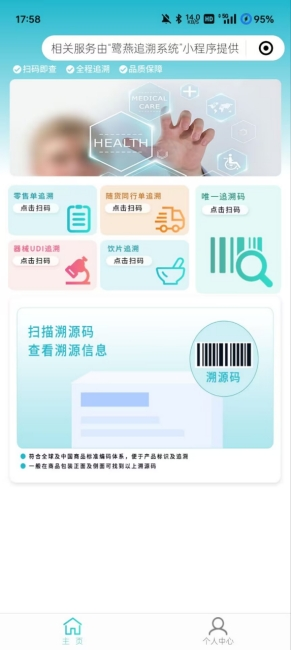 17:58
14.0 KB/S HD 5G 95%
相关服务由"鹭燕追溯系统"小程序提供
扫码即查 全程追溯 品质保障
MEDICAL CARE
HEALTH
零售单追溯
点击扫码
随货同行单追溯
点击扫码
唯一追溯码
点击扫码
器械UDI追溯
点击扫码
饮片追溯
点击扫码
扫描溯源码
查看溯源信息
溯源码
符合全球及中国商品标准编码体系，便于产品标识及追溯
一般在商品包装正面及侧面可找到以上溯源码
主 页
个人中心